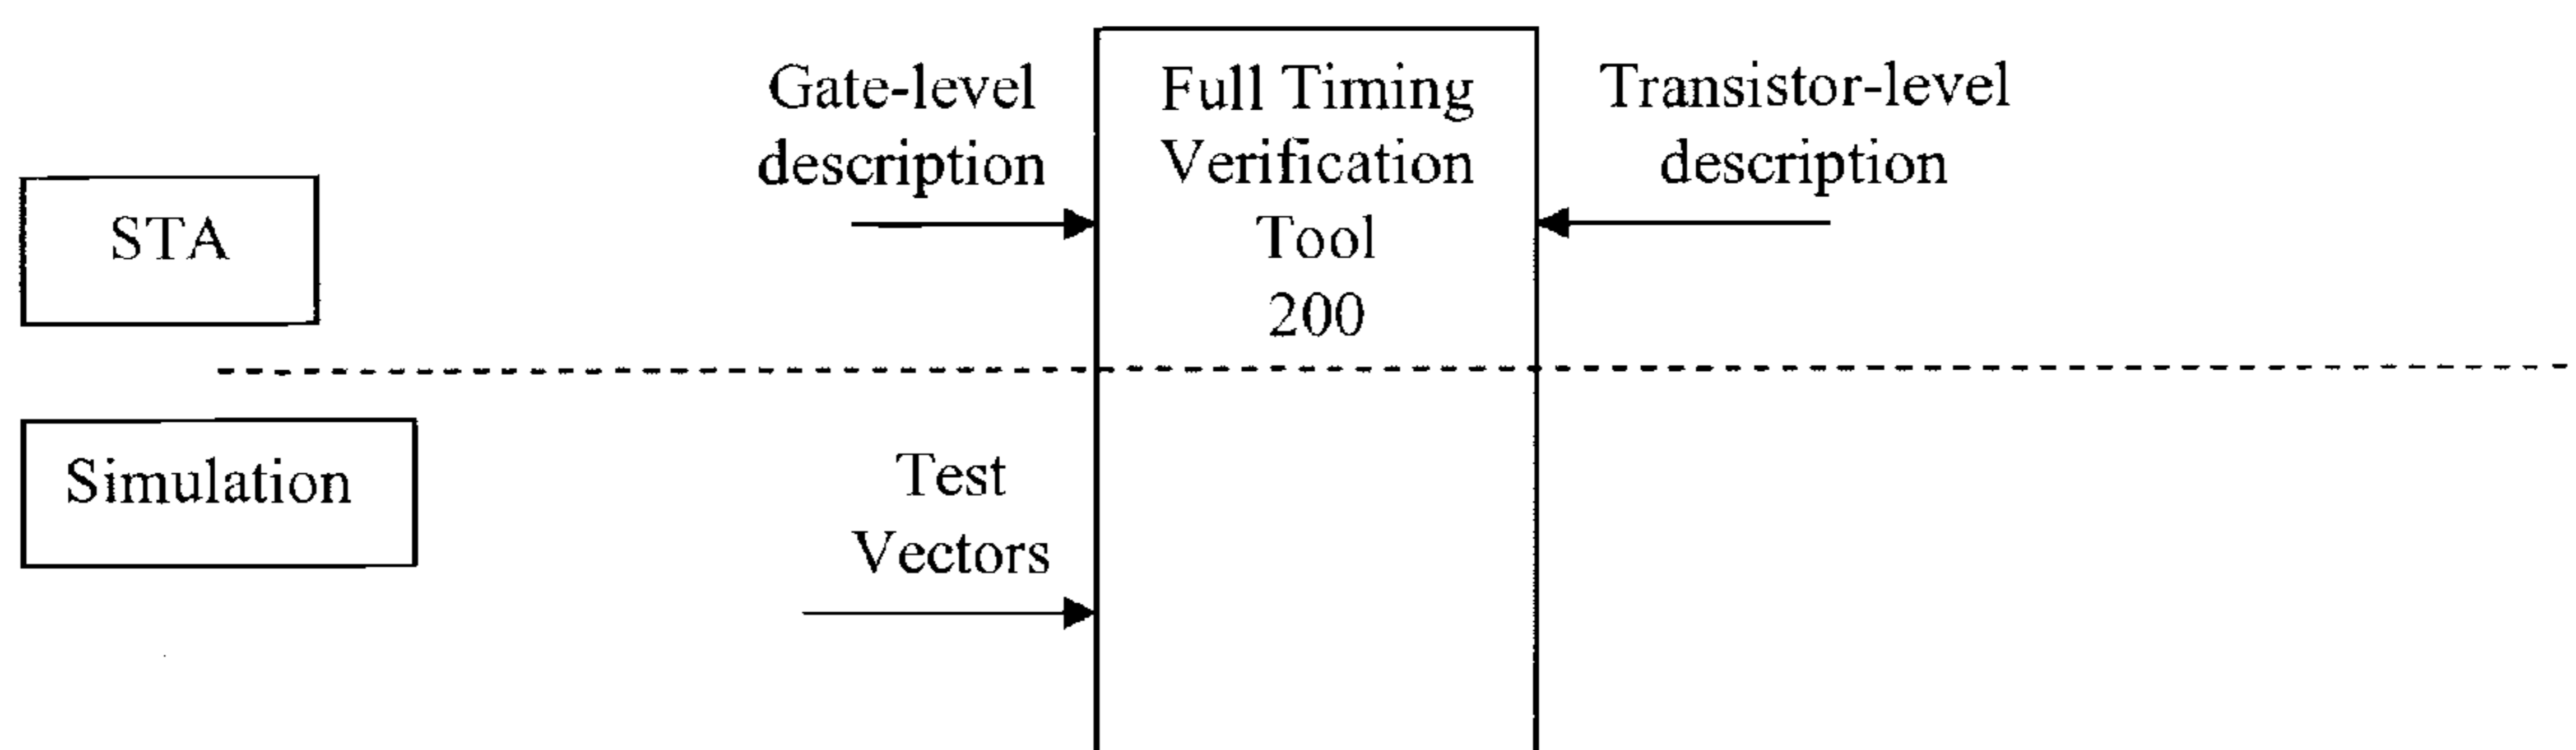 Gate-level
description
Full Timing
Verification
Tool
200
Transistor-level
description
STA
Simulation
Test
Vectors